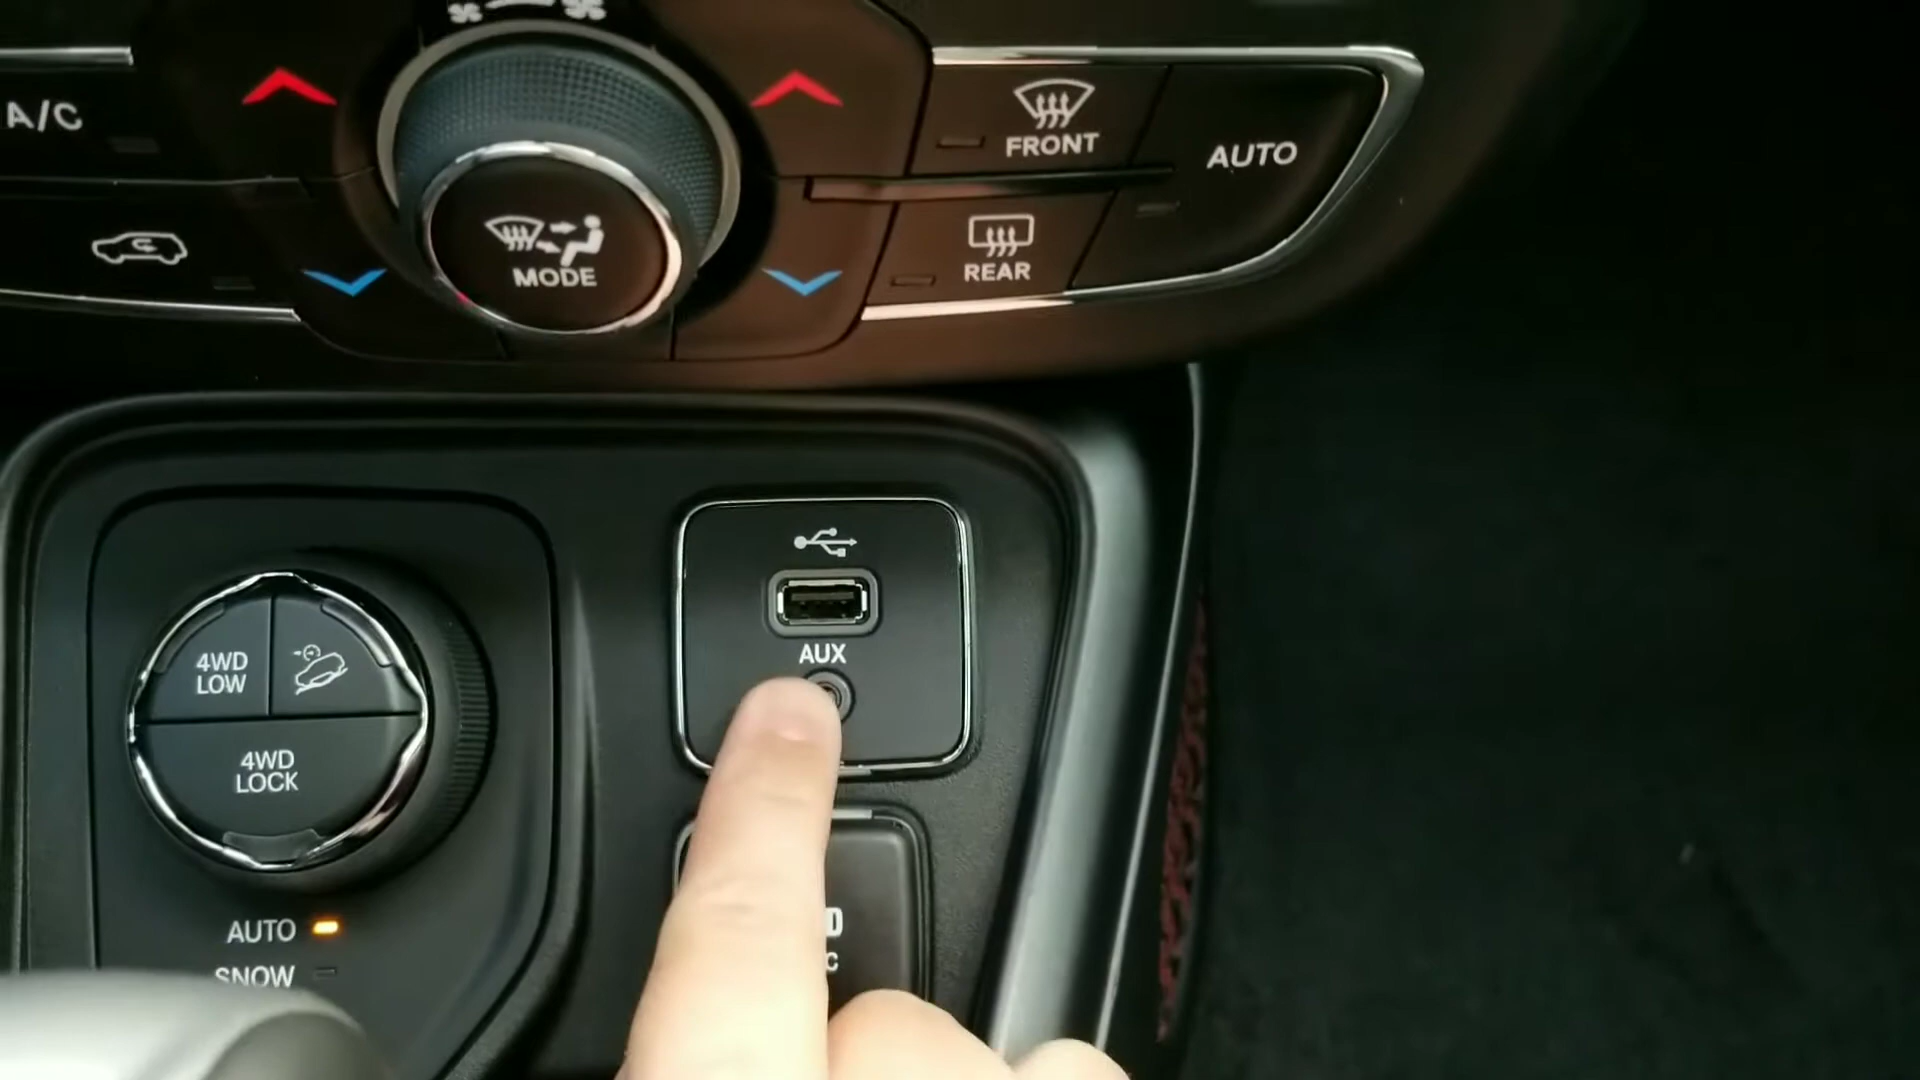 A/C
FRONT
AUTO
MODE
REAR
AUX
4WD
LOW
4WD
LOCK
AUTO
SNOW